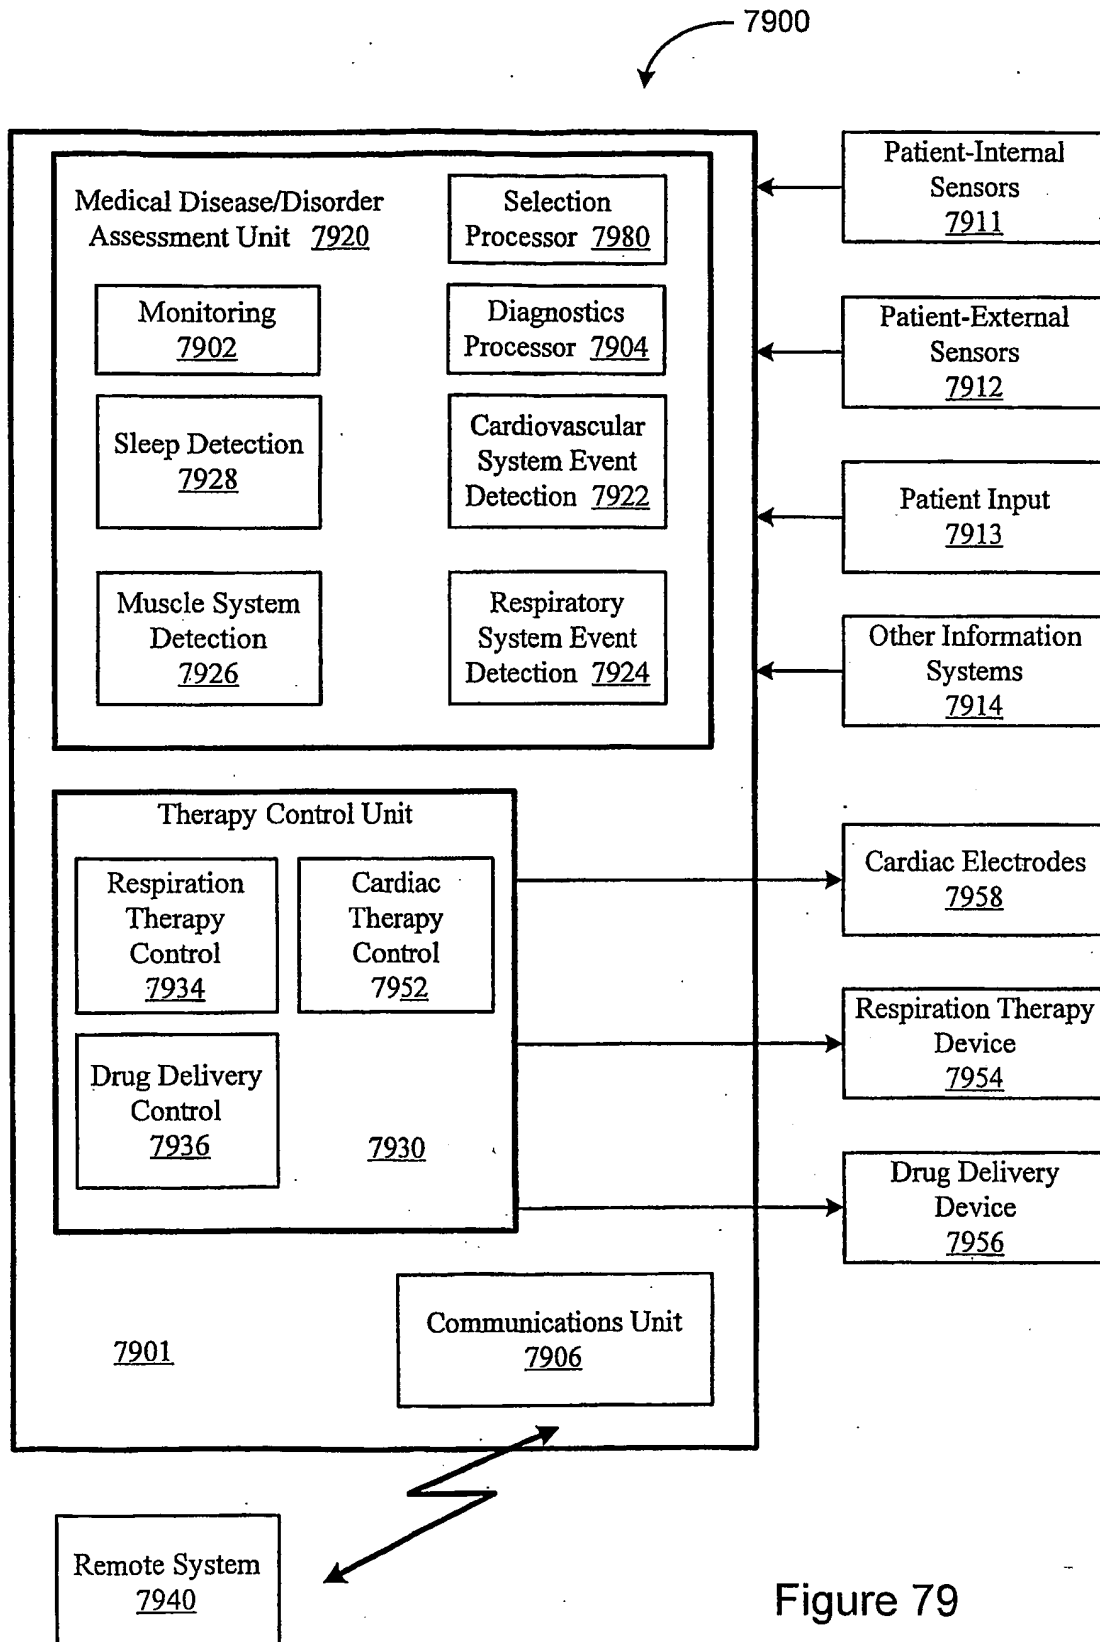 7900
Medical Disease/Disorder
Assessment Unit 7920
Selection
Processor 7980
Monitoring
7902
Diagnostics
Processor 7904
Sleep Detection
7928
Cardiovascular
System Event
Detection 7922
Muscle System
Detection
7926
Respiratory
System Event
Detection 7924
Patient-Internal
Sensors
7911
Patient-External
Sensors
7912
Patient Input
7913
Other Information
Systems
7914
Therapy Control Unit
Respiration
Therapy
Control
7934
Cardiac
Therapy
Control
7952
Drug Delivery
Control
7936
7930
Cardiac Electrodes
7958
Respiration Therapy
Device
7954
Drug Delivery
Device
7956
Communications Unit
7906
7901
Remote System
7940
Figure 79